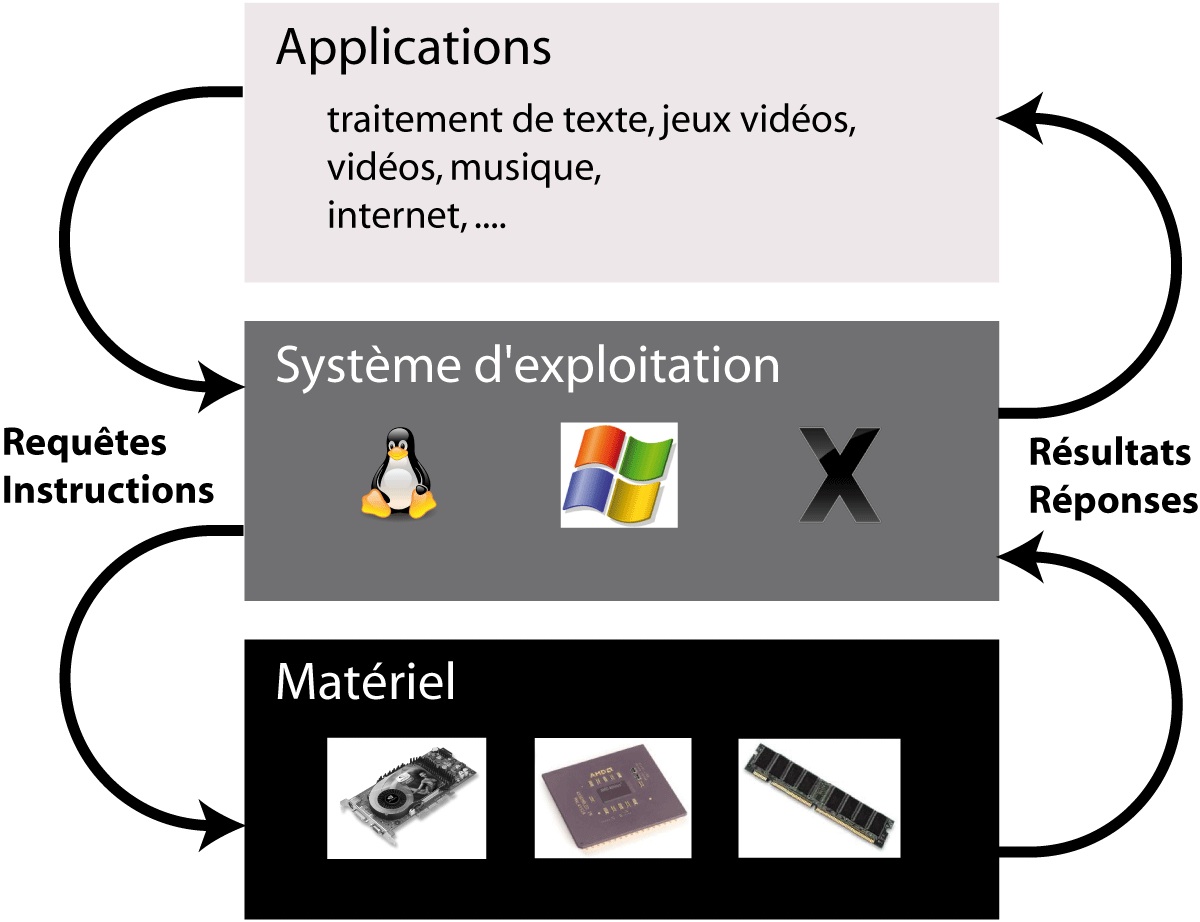 Applications
traitement de texte, jeux vidéos,
vidéos, musique,
internet, ....
Système d'exploitation
Requêtes
Instructions
Résultats
Réponses
X
Matériel
AMD